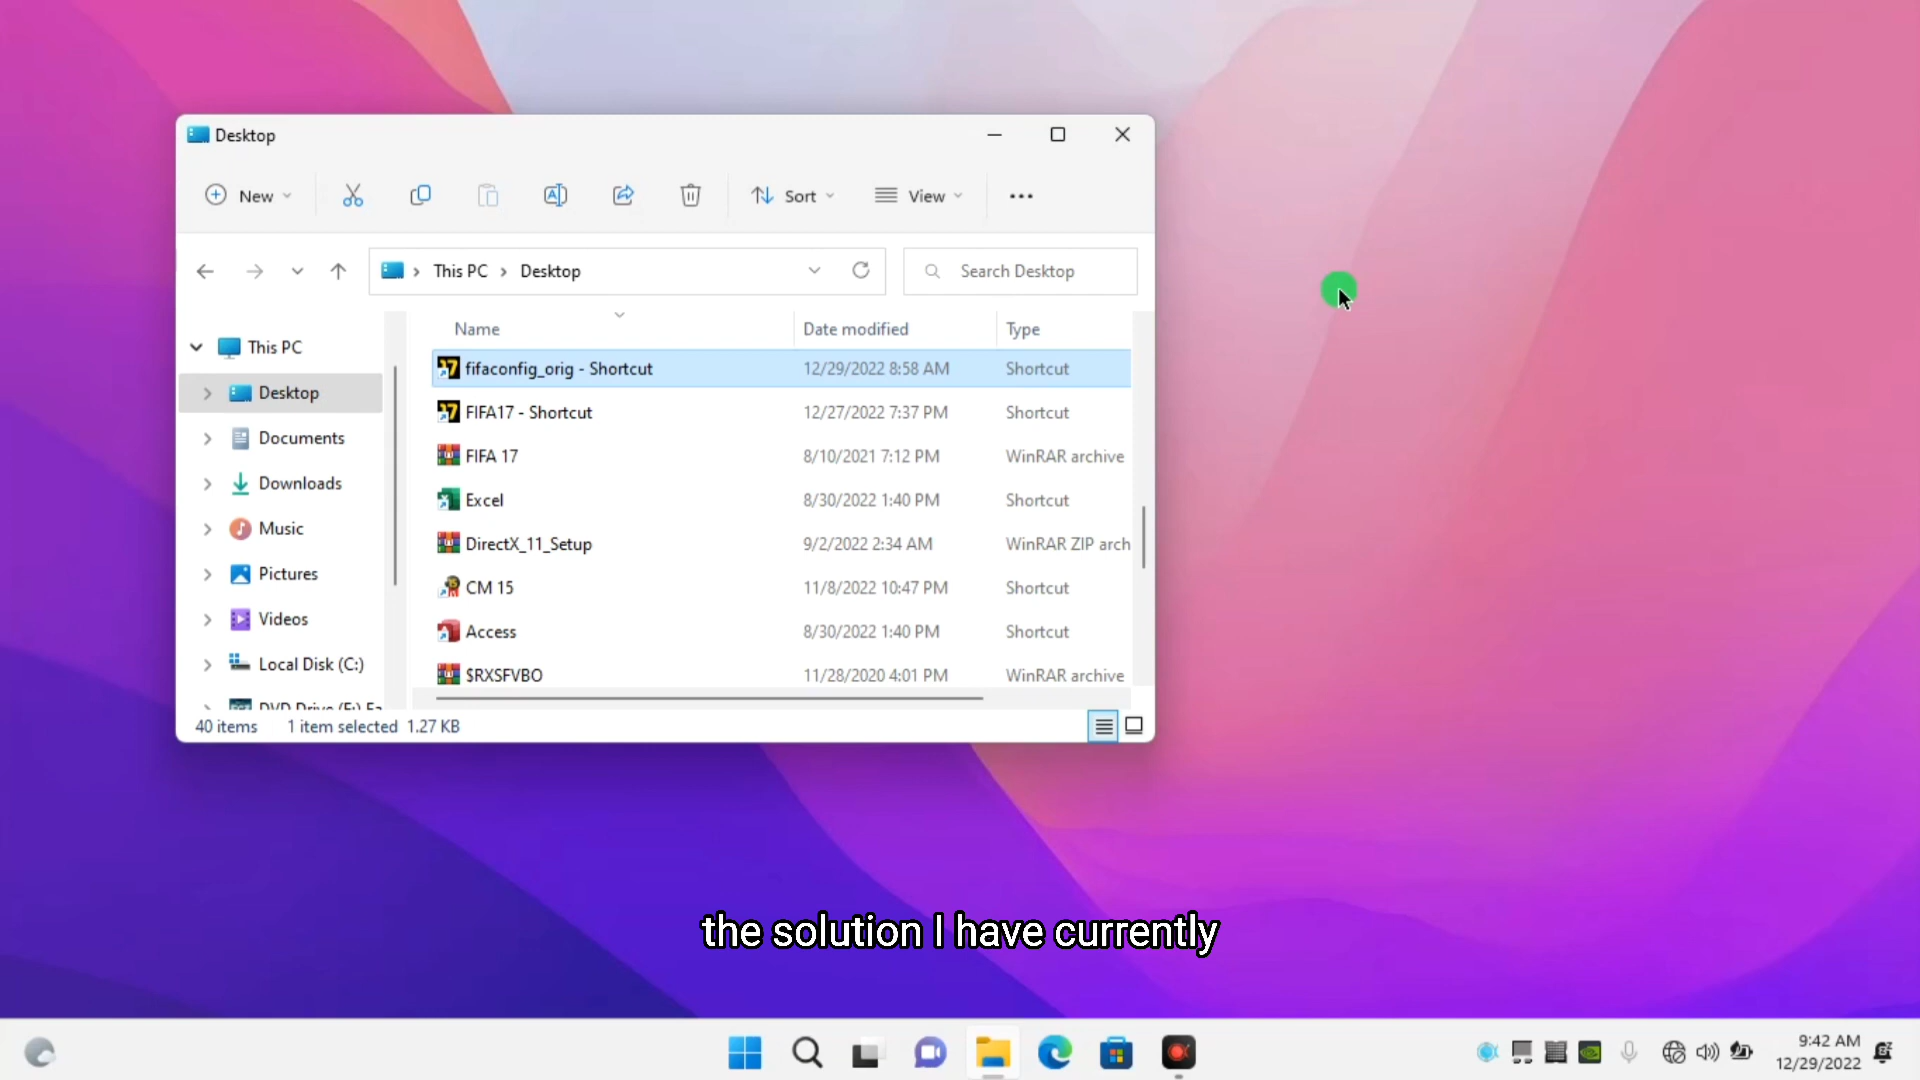 Desktop
New
Sort
View
This PC
Desktop
Search Desktop
Name
Date modified
Type
This PC
Desktop
Documents
Downloads
Music
Pictures
Videos
Local Disk (C:)
fifaconfig_orig - Shortcut 12/29/2022 8:58 AM Shortcut
FIFA17 - Shortcut 12/27/2022 7:37 PM Shortcut
FIFA 17 8/10/2021 7:12 PM WinRAR archive
Excel 8/30/2022 1:40 PM Shortcut
DirectX_11_Setup 9/2/2022 2:34 AM WinRAR ZIP arch
CM 15 11/8/2022 10:47 PM Shortcut
Access 8/30/2022 1:40 PM Shortcut
$RXSFVBO 11/28/2020 4:01 PM WinRAR archive
40 items 1 item selected 1.27 KB
the solution I have currently
9:42 AM
12/29/2022